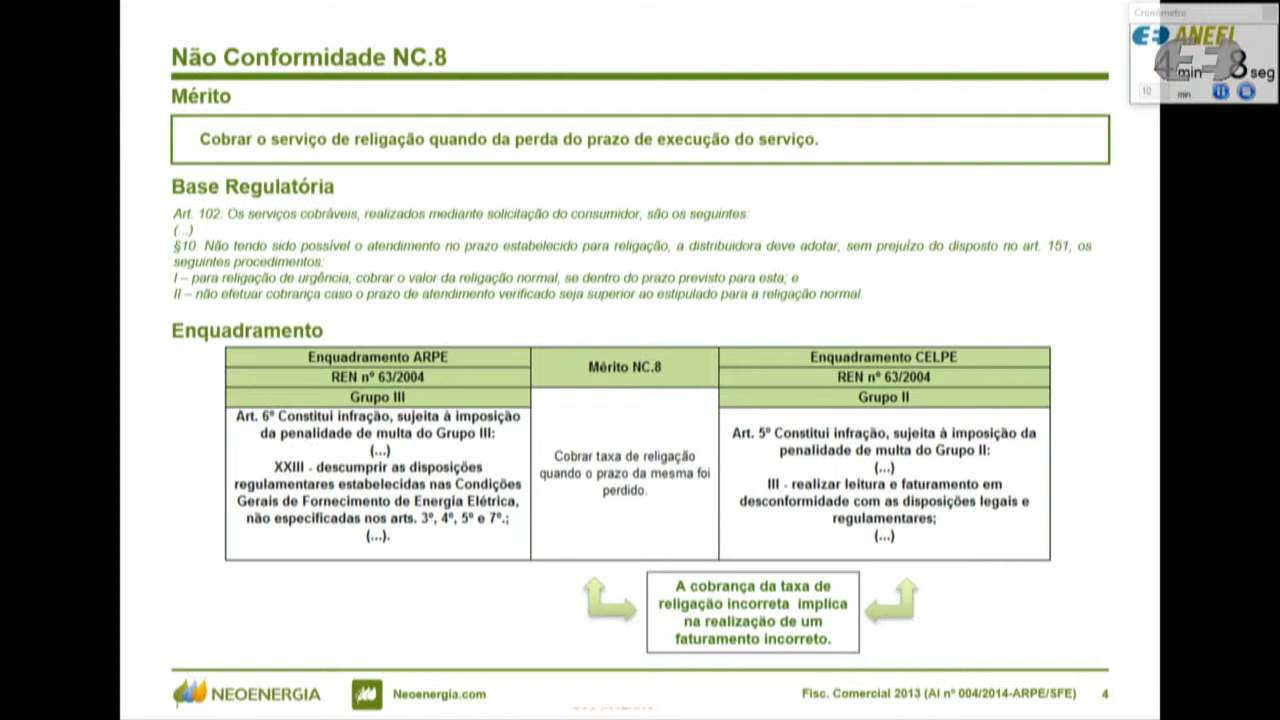 Cronômetro
ANEEL
Não Conformidade NC.8
4 min 8 seg
10 min
Mérito
Cobrar o serviço de religação quando da perda do prazo de execução do serviço.
Base Regulatória
Art. 102. Os serviços cobráveis, realizados mediante solicitação do consumidor, são os seguintes:
(...)
§10. Não tendo sido possível o atendimento no prazo estabelecido para religação, a distribuidora deve adotar, sem prejuízo do disposto no art. 151, os
seguintes procedimentos:
I – para religação de urgência, cobrar o valor da religação normal, se dentro do prazo previsto para esta; e
II – não efetuar cobrança caso o prazo de atendimento verificado seja superior ao estipulado para a religação normal.
Enquadramento
Enquadramento ARPE
REN nº 63/2004
Grupo III
Art. 6º Constitui infração, sujeita à imposição
da penalidade de multa do Grupo III:
(...)
XXIII - descumprir as disposições
regulamentares estabelecidas nas Condições
Gerais de Fornecimento de Energia Elétrica,
não especificadas nos arts. 3º, 4º, 5º e 7º.;
(...).
Mérito NC.8
Cobrar taxa de religação
quando o prazo da mesma foi
perdido.
Enquadramento CELPE
REN nº 63/2004
Grupo II
Art. 5º Constitui infração, sujeita à imposição da
penalidade de multa do Grupo II:
(...)
III - realizar leitura e faturamento em
desconformidade com as disposições legais e
regulamentares;
(...)
A cobrança da taxa de
religação incorreta implica
na realização de um
faturamento incorreto.
NEOENERGIA
Neoenergia.com
Fisc. Comercial 2013 (AI nº 004/2014-ARPE/SFE)
4